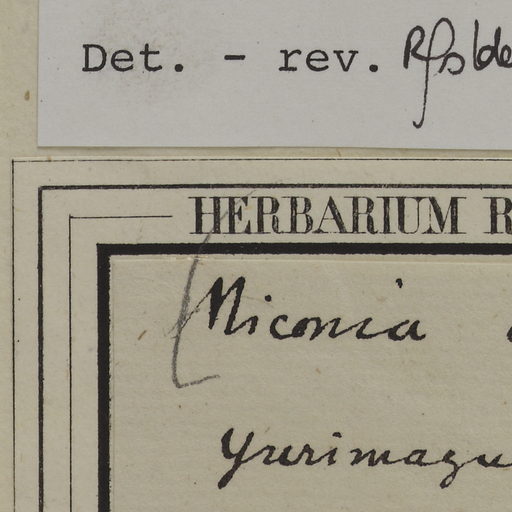 Det. - rev.
HERBARIUM R
Miconia
Yurimagu